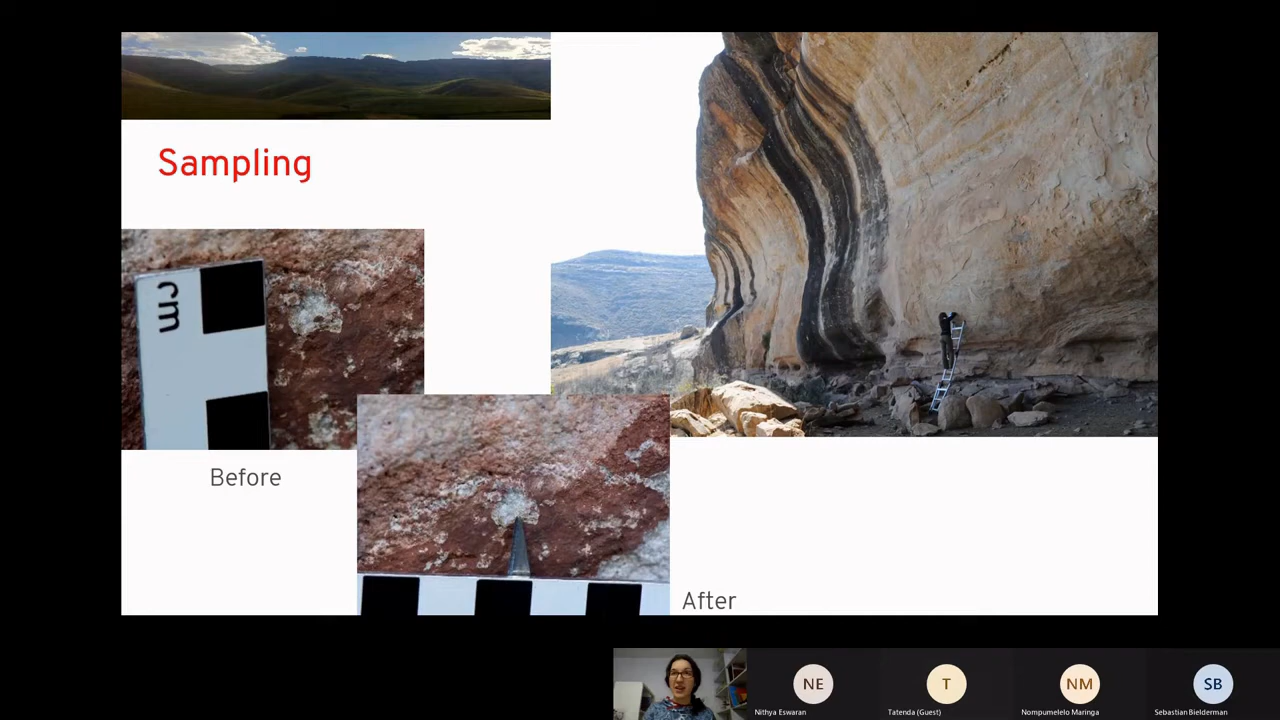 Sampling
cm
Before
After
NE
T
NM
SB
Nithya Eswaran
Tatenda (Guest)
Nompumelelo Maringa
Sebastian Bielderman